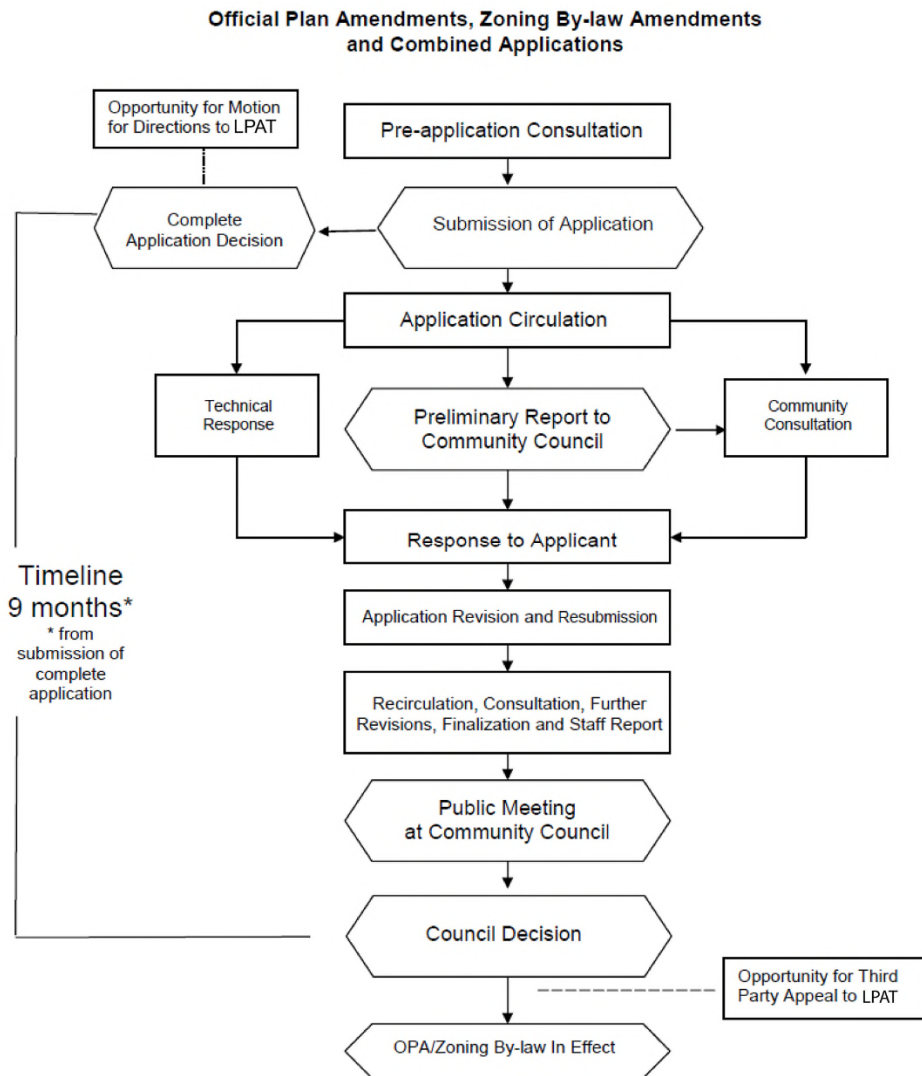 Official Plan Amendments, Zoning By-law Amendments
and Combined Applications
Opportunity for Motion
for Directions to LPAT
Pre-application Consultation
Complete
Application Decision
Submission of Application
Application Circulation
Technical
Response
Preliminary Report to
Community Council
Community
Consultation
Response to Applicant
Timeline
9 months*
* from
submission of
complete
application
Application Revision and Resubmission
Recirculation, Consultation, Further
Revisions, Finalization and Staff Report
Public Meeting
at Community Council
Council Decision
Opportunity for Third
Party Appeal to LPAT
OPA/Zoning By-law In Effect